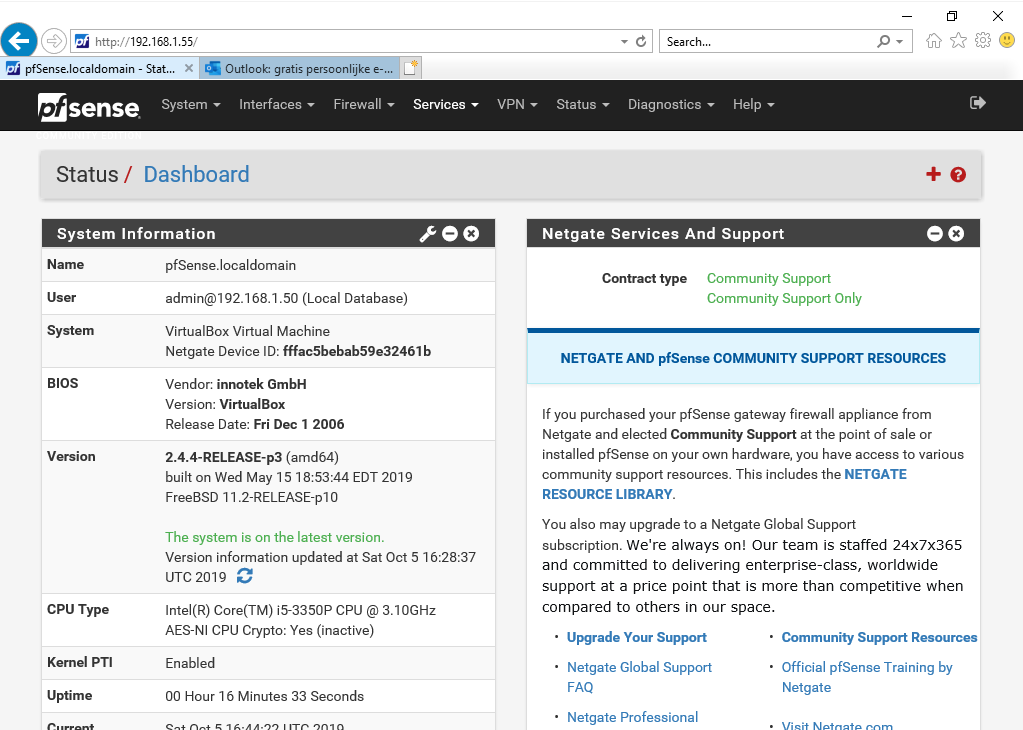 http://192.168.1.55/
Search...
pfSense.localdomain - Stat...
Outlook: gratis persoonlijke e-...
pfsense
COMMUNITY EDITION
System
Interfaces
Firewall
Services
VPN
Status
Diagnostics
Help
Status / Dashboard
System Information
Name pfSense.localdomain
User admin@192.168.1.50 (Local Database)
System VirtualBox Virtual Machine
Netgate Device ID: fffac5bebab59e32461b
BIOS Vendor: innotek GmbH
Version: VirtualBox
Release Date: Fri Dec 1 2006
Version 2.4.4-RELEASE-p3 (amd64)
built on Wed May 15 18:53:44 EDT 2019
FreeBSD 11.2-RELEASE-p10
The system is on the latest version.
Version information updated at Sat Oct 5 16:28:37
UTC 2019
CPU Type Intel(R) Core(TM) i5-3350P CPU @ 3.10GHz
AES-NI CPU Crypto: Yes (inactive)
Kernel PTI Enabled
Uptime 00 Hour 16 Minutes 33 Seconds
Current Sat Oct 5 16:44:22 UTC 2019
Netgate Services And Support
Contract type Community Support
Community Support Only
NETGATE AND pfSense COMMUNITY SUPPORT RESOURCES
If you purchased your pfSense gateway firewall appliance from
Netgate and elected Community Support at the point of sale or
installed pfSense on your own hardware, you have access to various
community support resources. This includes the NETGATE
RESOURCE LIBRARY.
You also may upgrade to a Netgate Global Support
subscription. We're always on! Our team is staffed 24x7x365
and committed to delivering enterprise-class, worldwide
support at a price point that is more than competitive when
compared to others in our space.
• Upgrade Your Support
• Netgate Global Support
FAQ
• Netgate Professional
• Community Support Resources
• Official pfSense Training by
Netgate
• Visit Netgate.com